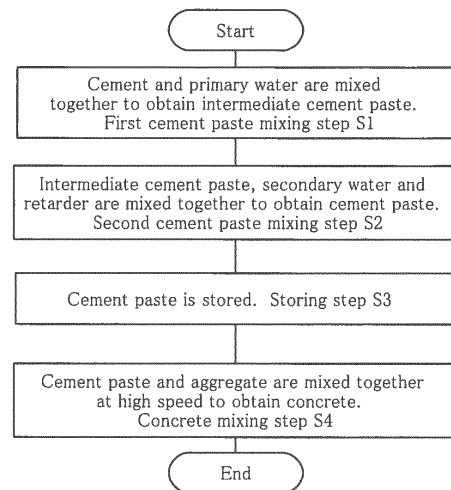 Start
Cement and primary water are mixed
together to obtain intermediate cement paste.
First cement paste mixing step S1
Intermediate cement paste, secondary water and
retarder are mixed together to obtain cement paste.
Second cement paste mixing step S2
Cement paste is stored. Storing step S3
Cement paste and aggregate are mixed together
at high speed to obtain concrete.
Concrete mixing step S4
End